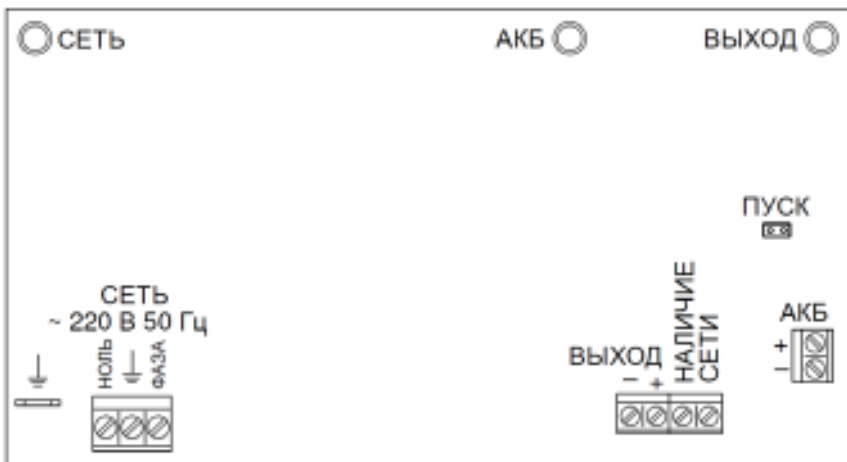 СЕТЬ
АКБ
ВЫХОД
ПУСК
СЕТЬ
~ 220 В 50 Гц
НОЛЬ
ФАЗА
ВЫХОД
− +
НАЛИЧИЕ
СЕТИ
АКБ
+
−